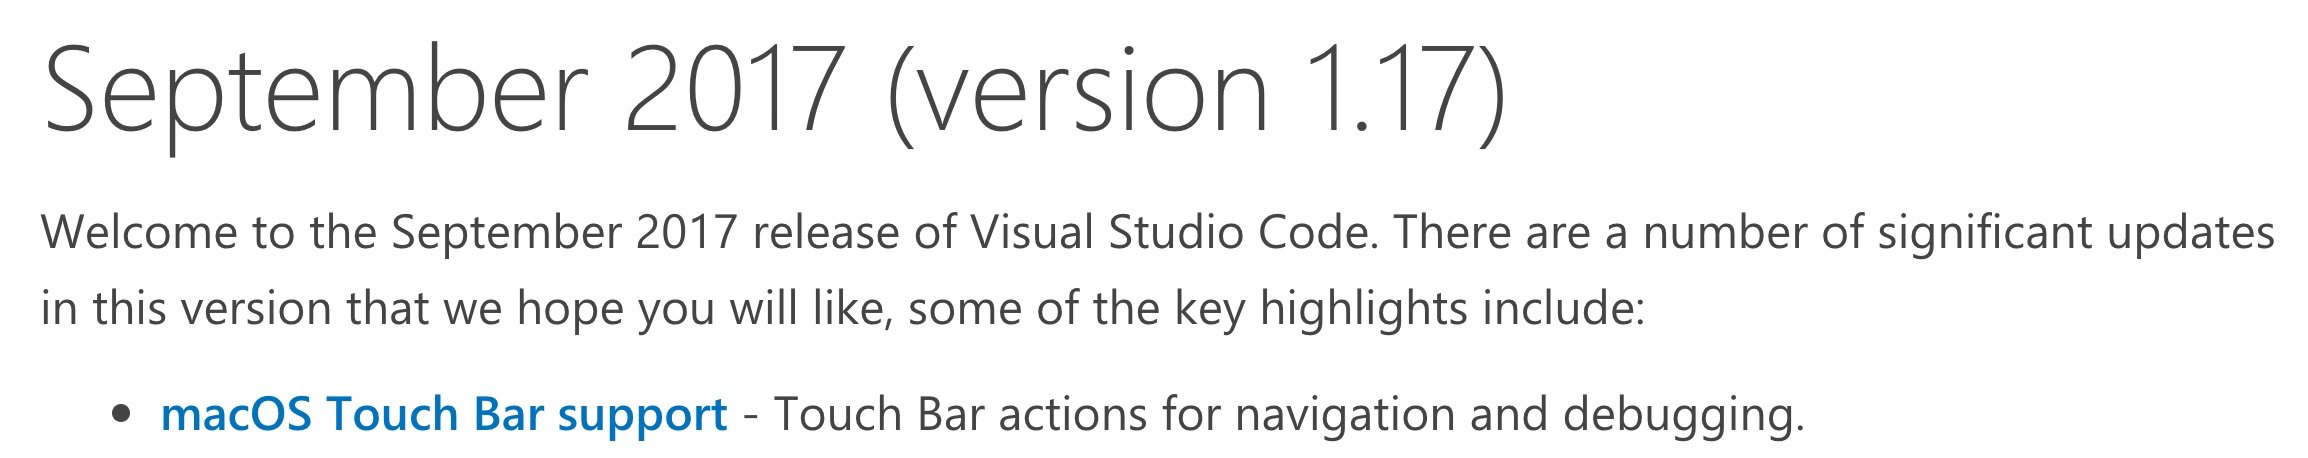 September 2017 (version 1.17)
Welcome to the September 2017 release of Visual Studio Code. There are a number of significant updates
in this version that we hope you will like, some of the key highlights include:
• macOS Touch Bar support - Touch Bar actions for navigation and debugging.